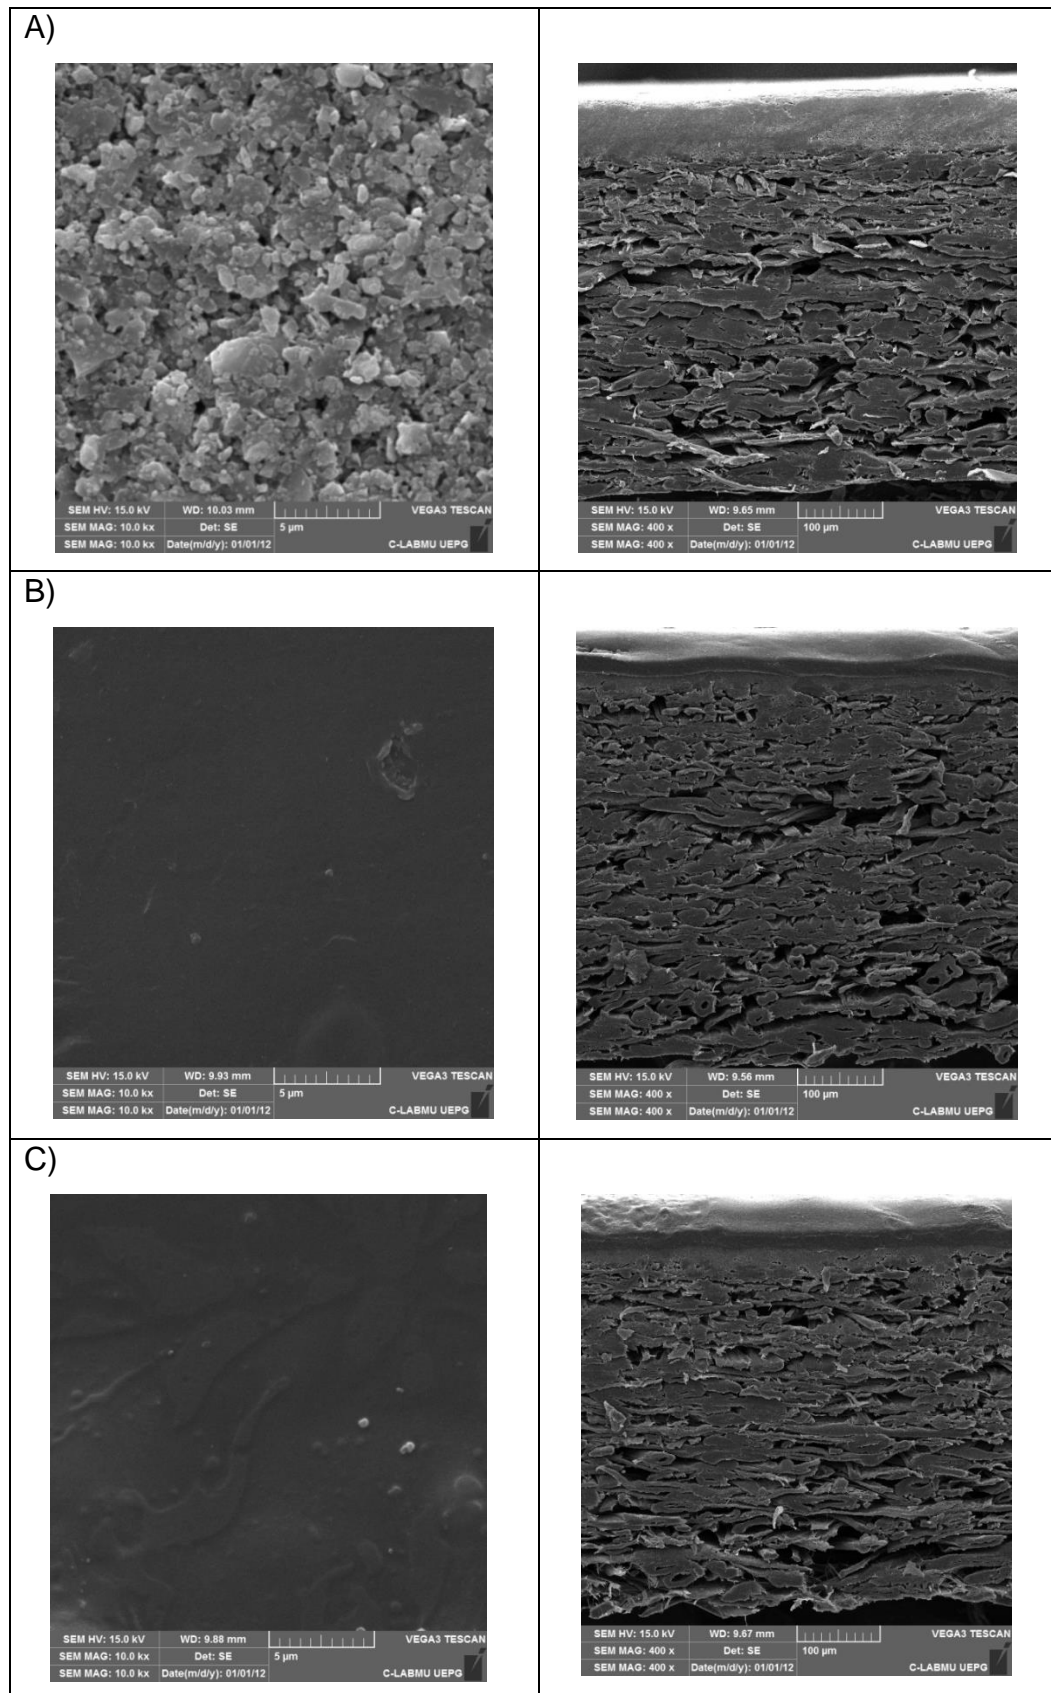 A)
SEM HV: 15.0 kV WD: 10.03 mm VEGA3 TESCAN
SEM MAG: 10.0 kx Det: SE 5 µm
SEM MAG: 10.0 kx Date(m/d/y): 01/01/12 C-LABMU UEPG
SEM HV: 15.0 kV WD: 9.65 mm VEGA3 TESCAN
SEM MAG: 400 x Det: SE 100 µm
SEM MAG: 400 x Date(m/d/y): 01/01/12 C-LABMU UEPG
B)
SEM HV: 15.0 kV WD: 9.93 mm VEGA3 TESCAN
SEM MAG: 10.0 kx Det: SE 5 µm
SEM MAG: 10.0 kx Date(m/d/y): 01/01/12 C-LABMU UEPG
SEM HV: 15.0 kV WD: 9.56 mm VEGA3 TESCAN
SEM MAG: 400 x Det: SE 100 µm
SEM MAG: 400 x Date(m/d/y): 01/01/12 C-LABMU UEPG
C)
SEM HV: 15.0 kV WD: 9.88 mm VEGA3 TESCAN
SEM MAG: 10.0 kx Det: SE 5 µm
SEM MAG: 10.0 kx Date(m/d/y): 01/01/12 C-LABMU UEPG
SEM HV: 15.0 kV WD: 9.67 mm VEGA3 TESCAN
SEM MAG: 400 x Det: SE 100 µm
SEM MAG: 400 x Date(m/d/y): 01/01/12 C-LABMU UEPG